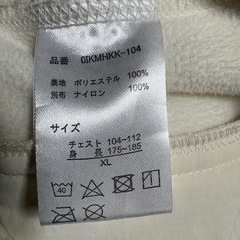 品番 OIKMHKK-104
表地 ポリエステル 100%
別布 ナイロン 100%
サイズ
チェスト 104-112
身長 175-185
XL
40